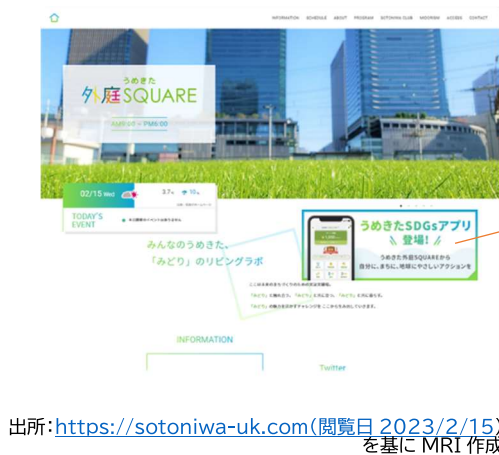 INFORMATION SCHEDULE ABOUT PROGRAM SOTONIWA CLUB MIDORISM ACCESS CONTACT
うめきた
外庭SQUARE
AM9:00 - PM6:00
02/15 Wed
3.7
10
TODAY'S
EVENT
みんなのうめきた、
「みどり」のリビングラボ
うめきたSDGsアプリ
登場!
うめきた外庭SQUAREから
自分に、まちに、地球にやさしいアクションを
INFORMATION
Twitter
出所:https://sotoniwa-uk.com(閲覧日 2023/2/15)
を基に MRI 作成